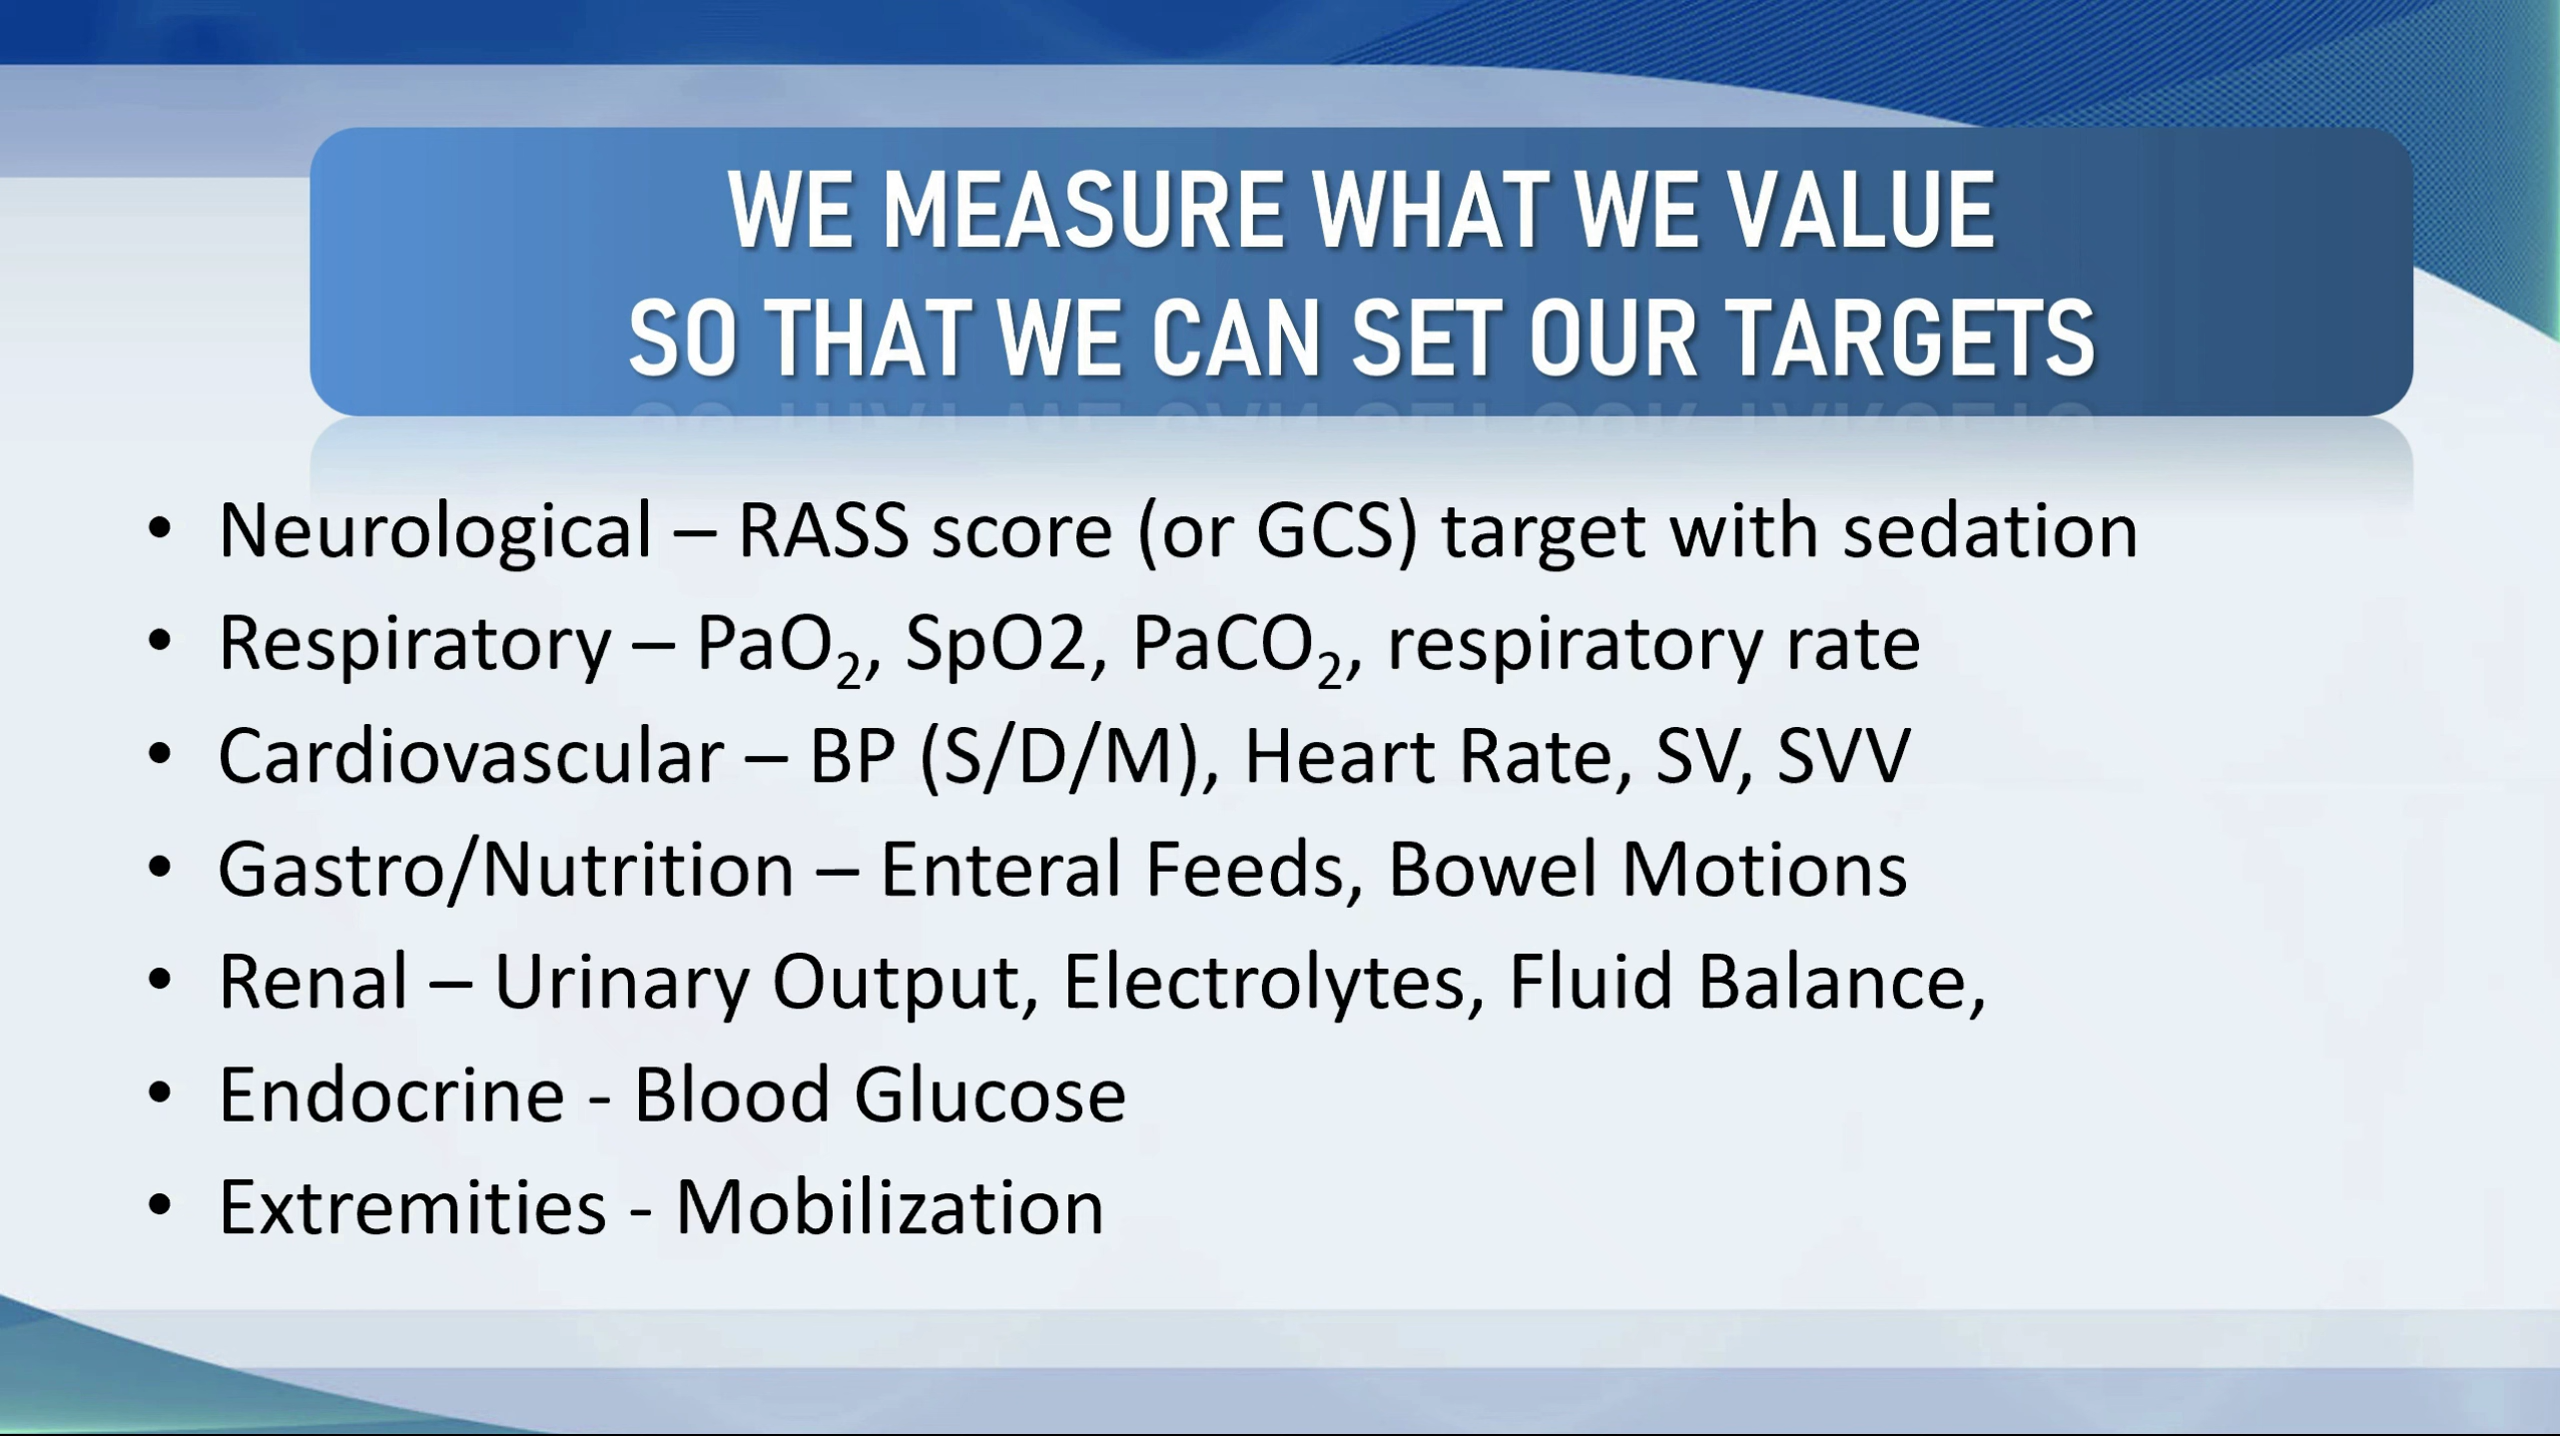 WE MEASURE WHAT WE VALUE
SO THAT WE CAN SET OUR TARGETS
• Neurological – RASS score (or GCS) target with sedation
• Respiratory – PaO₂, SpO2, PaCO₂, respiratory rate
• Cardiovascular – BP (S/D/M), Heart Rate, SV, SVV
• Gastro/Nutrition – Enteral Feeds, Bowel Motions
• Renal – Urinary Output, Electrolytes, Fluid Balance,
• Endocrine - Blood Glucose
• Extremities - Mobilization